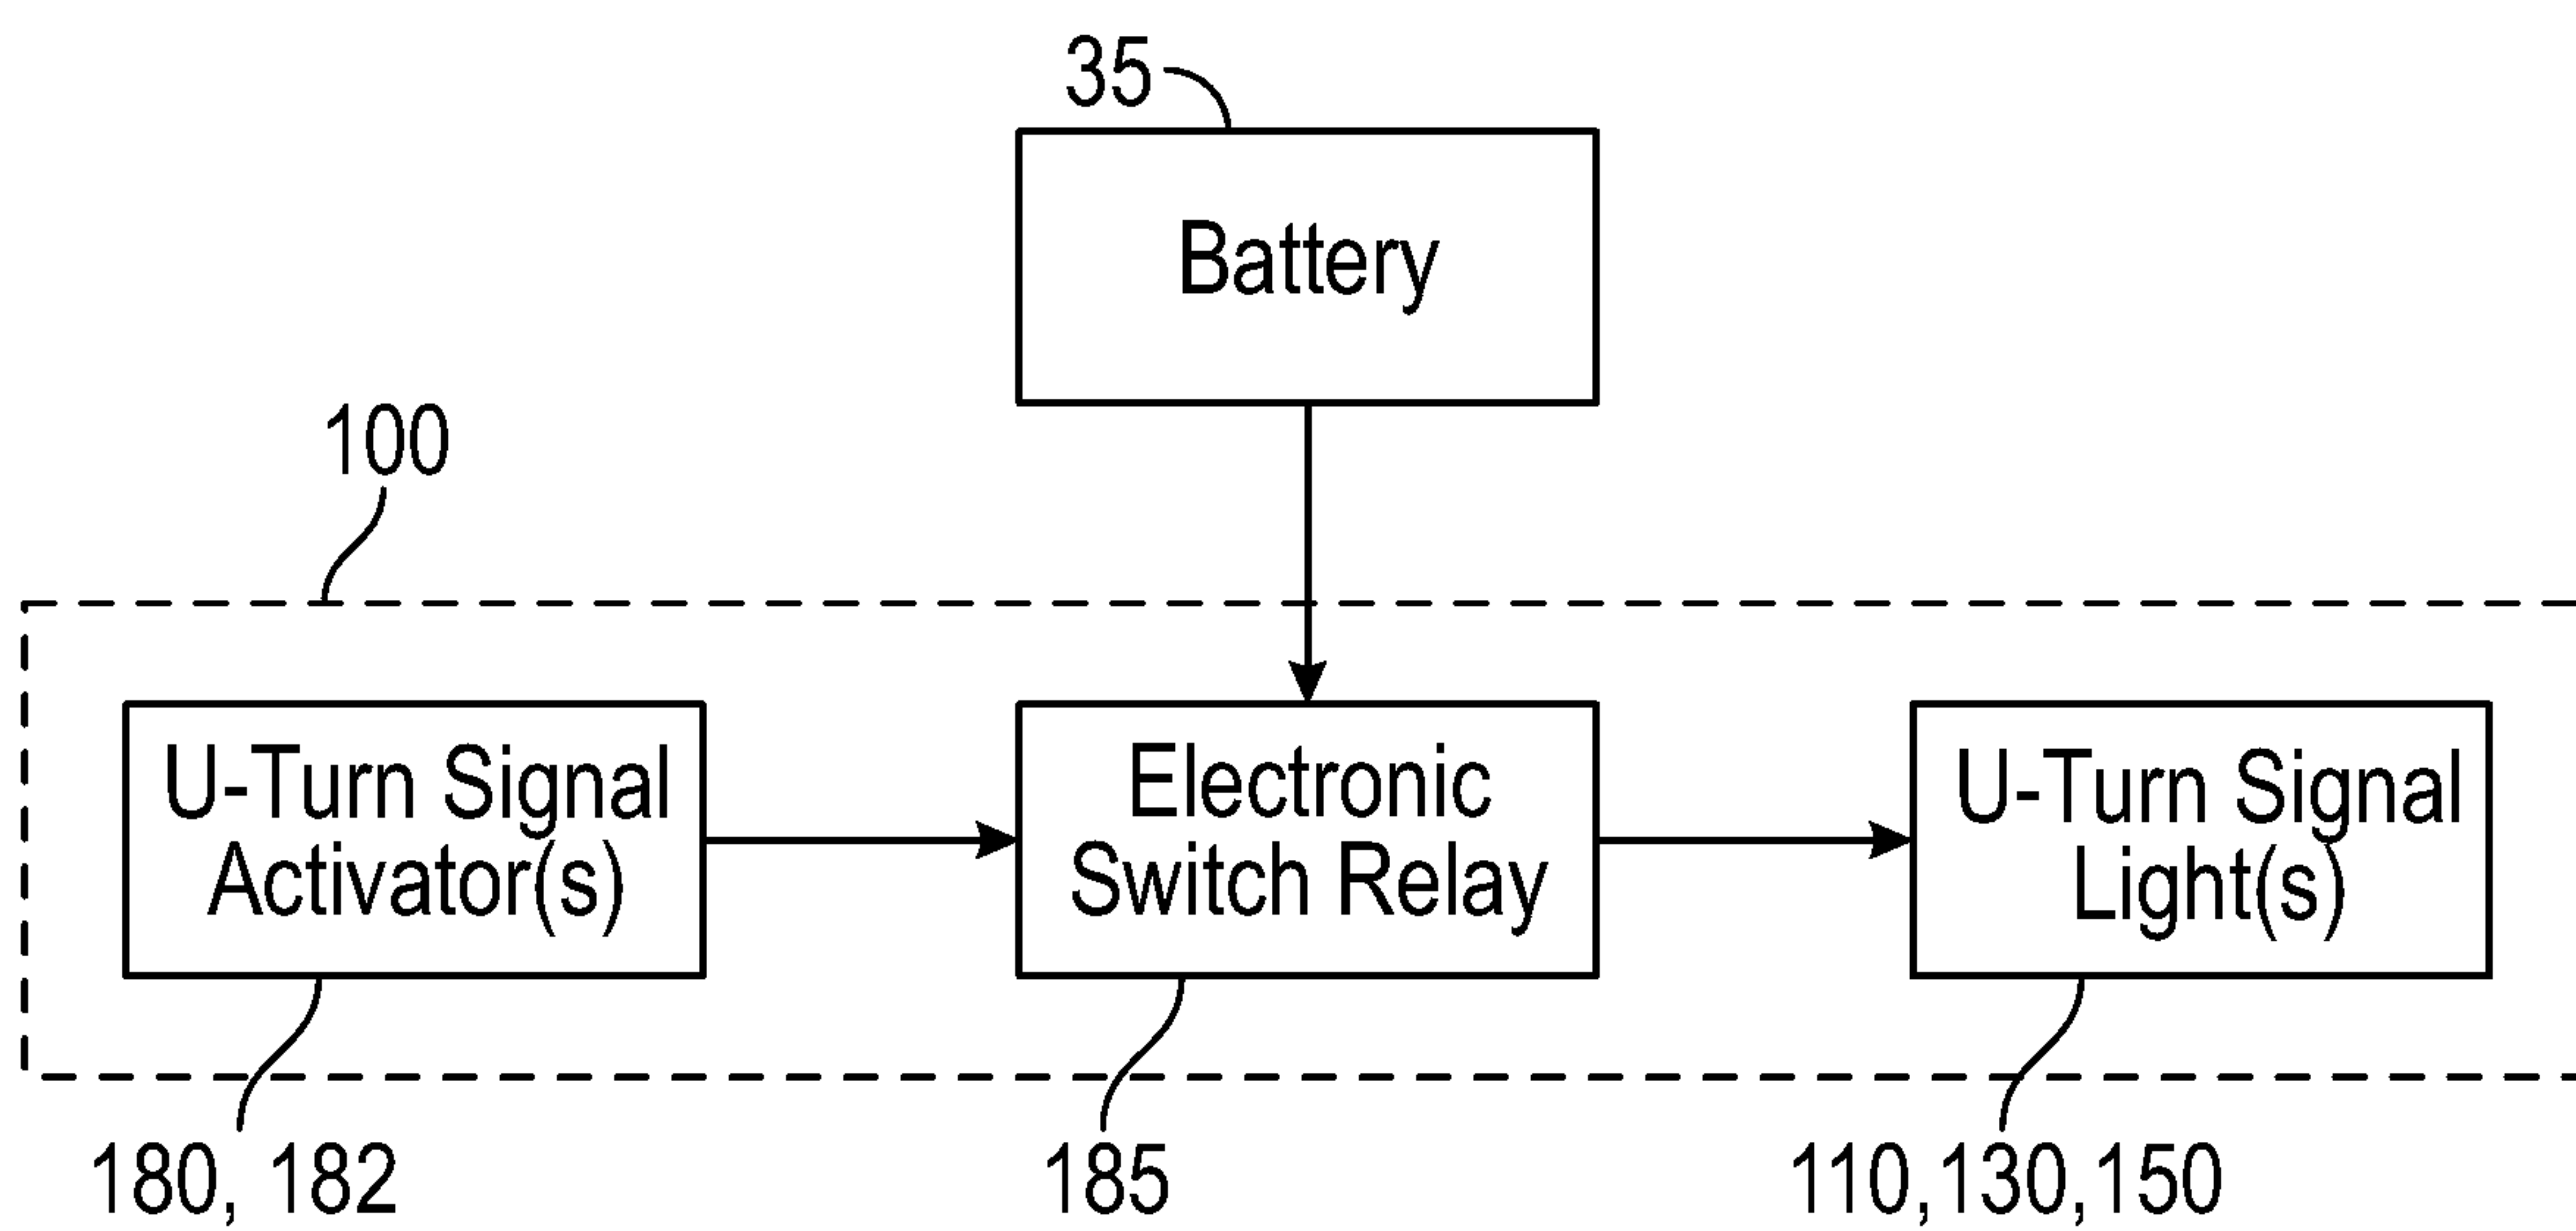 35
Battery
100
U-Turn Signal
Activator(s)
Electronic
Switch Relay
U-Turn Signal
Light(s)
180, 182
185
110,130,150